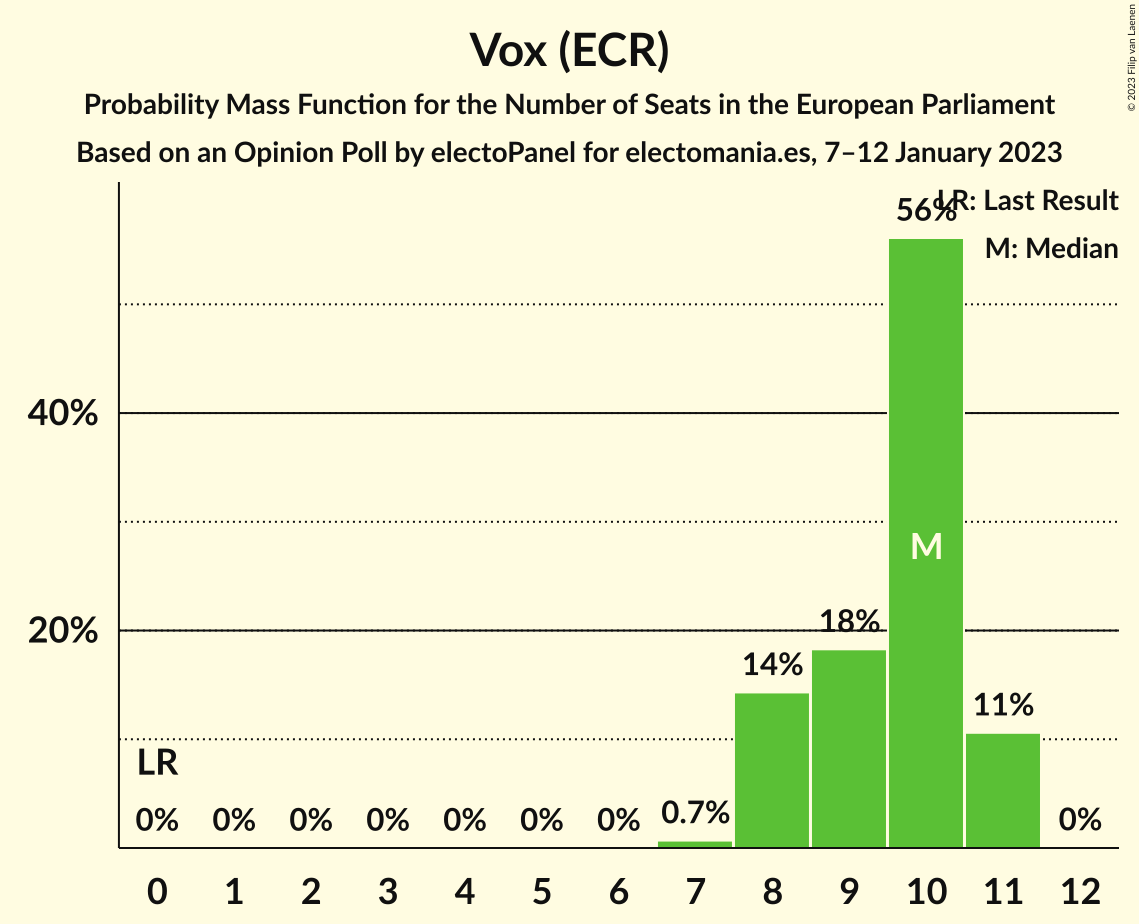 © 2023 Filip van Laenen
Vox (ECR)
Probability Mass Function for the Number of Seats in the European Parliament
Based on an Opinion Poll by electoPanel for electomania.es, 7–12 January 2023
LR: Last Result
M: Median
56%
40%
M
20%
18%
14%
11%
LR
0% 0% 0% 0% 0% 0% 0% 0.7% 0%
0 1 2 3 4 5 6 7 8 9 10 11 12